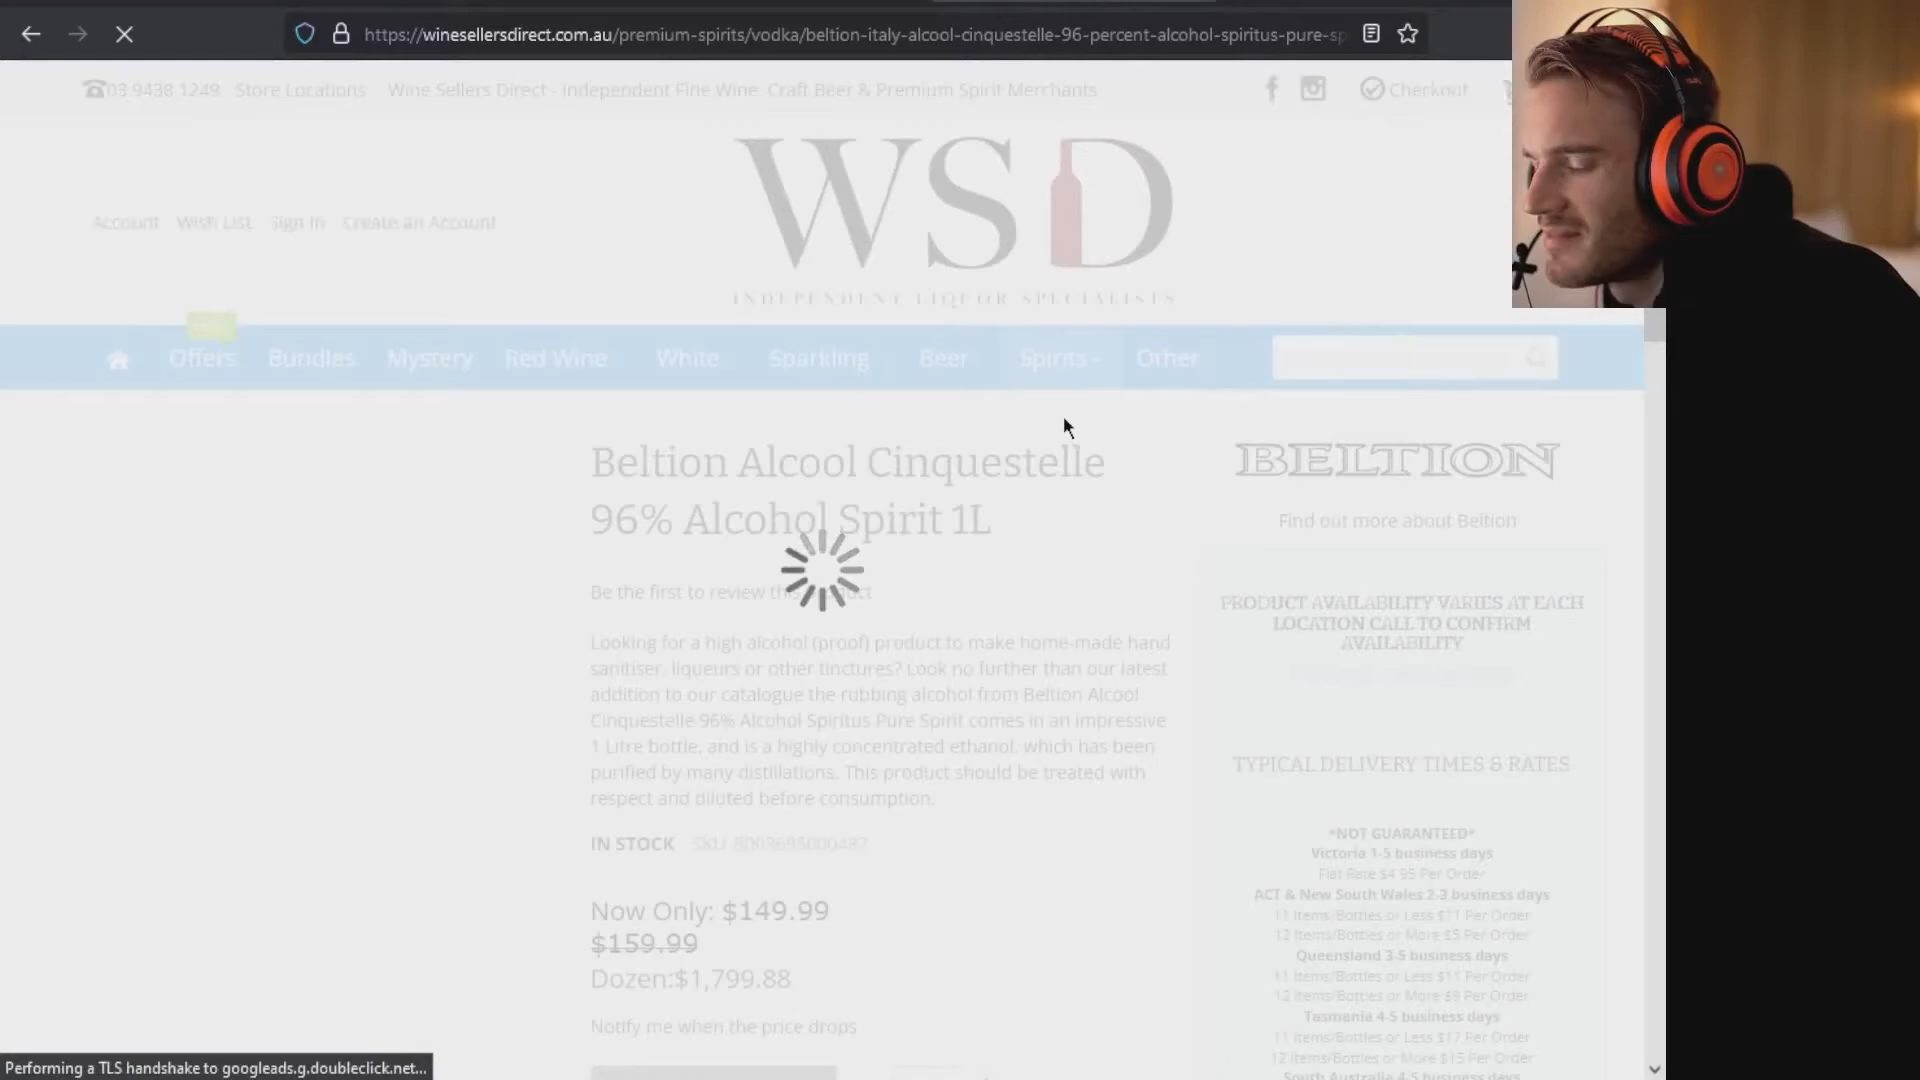 https://winesellersdirect.com.au/premium-spirits/vodka/beltion-italy-alcool-cinquestelle-96-percent-alcohol-spiritus-pure-sp
03 9438 1248 Store Locations Wine Sellers Direct - Independent Fine Wine Craft Beer & Premium Spirit Merchants
Checkout
WSD
INDEPENDENT LIQUOR SPECIALISTS
Account Wish List Sign In Create an Account
Offers Bundles Mystery Red Wine White Sparkling Beer Spirits Other
Beltion Alcool Cinquestelle
96% Alcohol Spirit 1L
Be the first to review this product
Looking for a high alcohol (proof) product to make home-made hand
sanitiser, liqueurs or other tinctures? Look no further than our latest
addition to our catalogue the rubbing alcohol from Beltion Alcool
Cinquestelle 96% Alcohol Spiritus Pure Spirit comes in an impressive
1 Litre bottle, and is a highly concentrated ethanol, which has been
purified by many distillations. This product should be treated with
respect and diluted before consumption.
IN STOCK SKU 8003695000487
Now Only: $149.99
$159.99
Dozen:$1,799.88
Notify me when the price drops
BELTION
Find out more about Beltion
PRODUCT AVAILABILITY VARIES AT EACH
LOCATION CALL TO CONFIRM
AVAILABILITY
TYPICAL DELIVERY TIMES & RATES
*NOT GUARANTEED*
Victoria 1-5 business days
Flat Rate $4.95 Per Order
ACT & New South Wales 2-3 business days
11 Items/Bottles or Less $11 Per Order
12 Items/Bottles or More $5 Per Order
Queensland 3-5 business days
11 Items/Bottles or Less $11 Per Order
12 Items/Bottles or More $9 Per Order
Tasmania 4-5 business days
11 Items/Bottles or Less $17 Per Order
12 Items/Bottles or More $15 Per Order
South Australia 4-5 business days
Performing a TLS handshake to googleads.g.doubleclick.net...